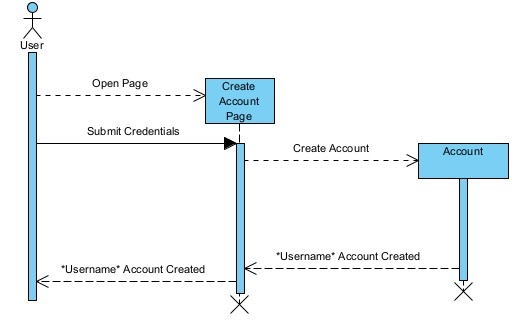 User
Open Page
Create
Account
Page
Submit Credentials
Create Account
Account
*Username* Account Created
*Username* Account Created